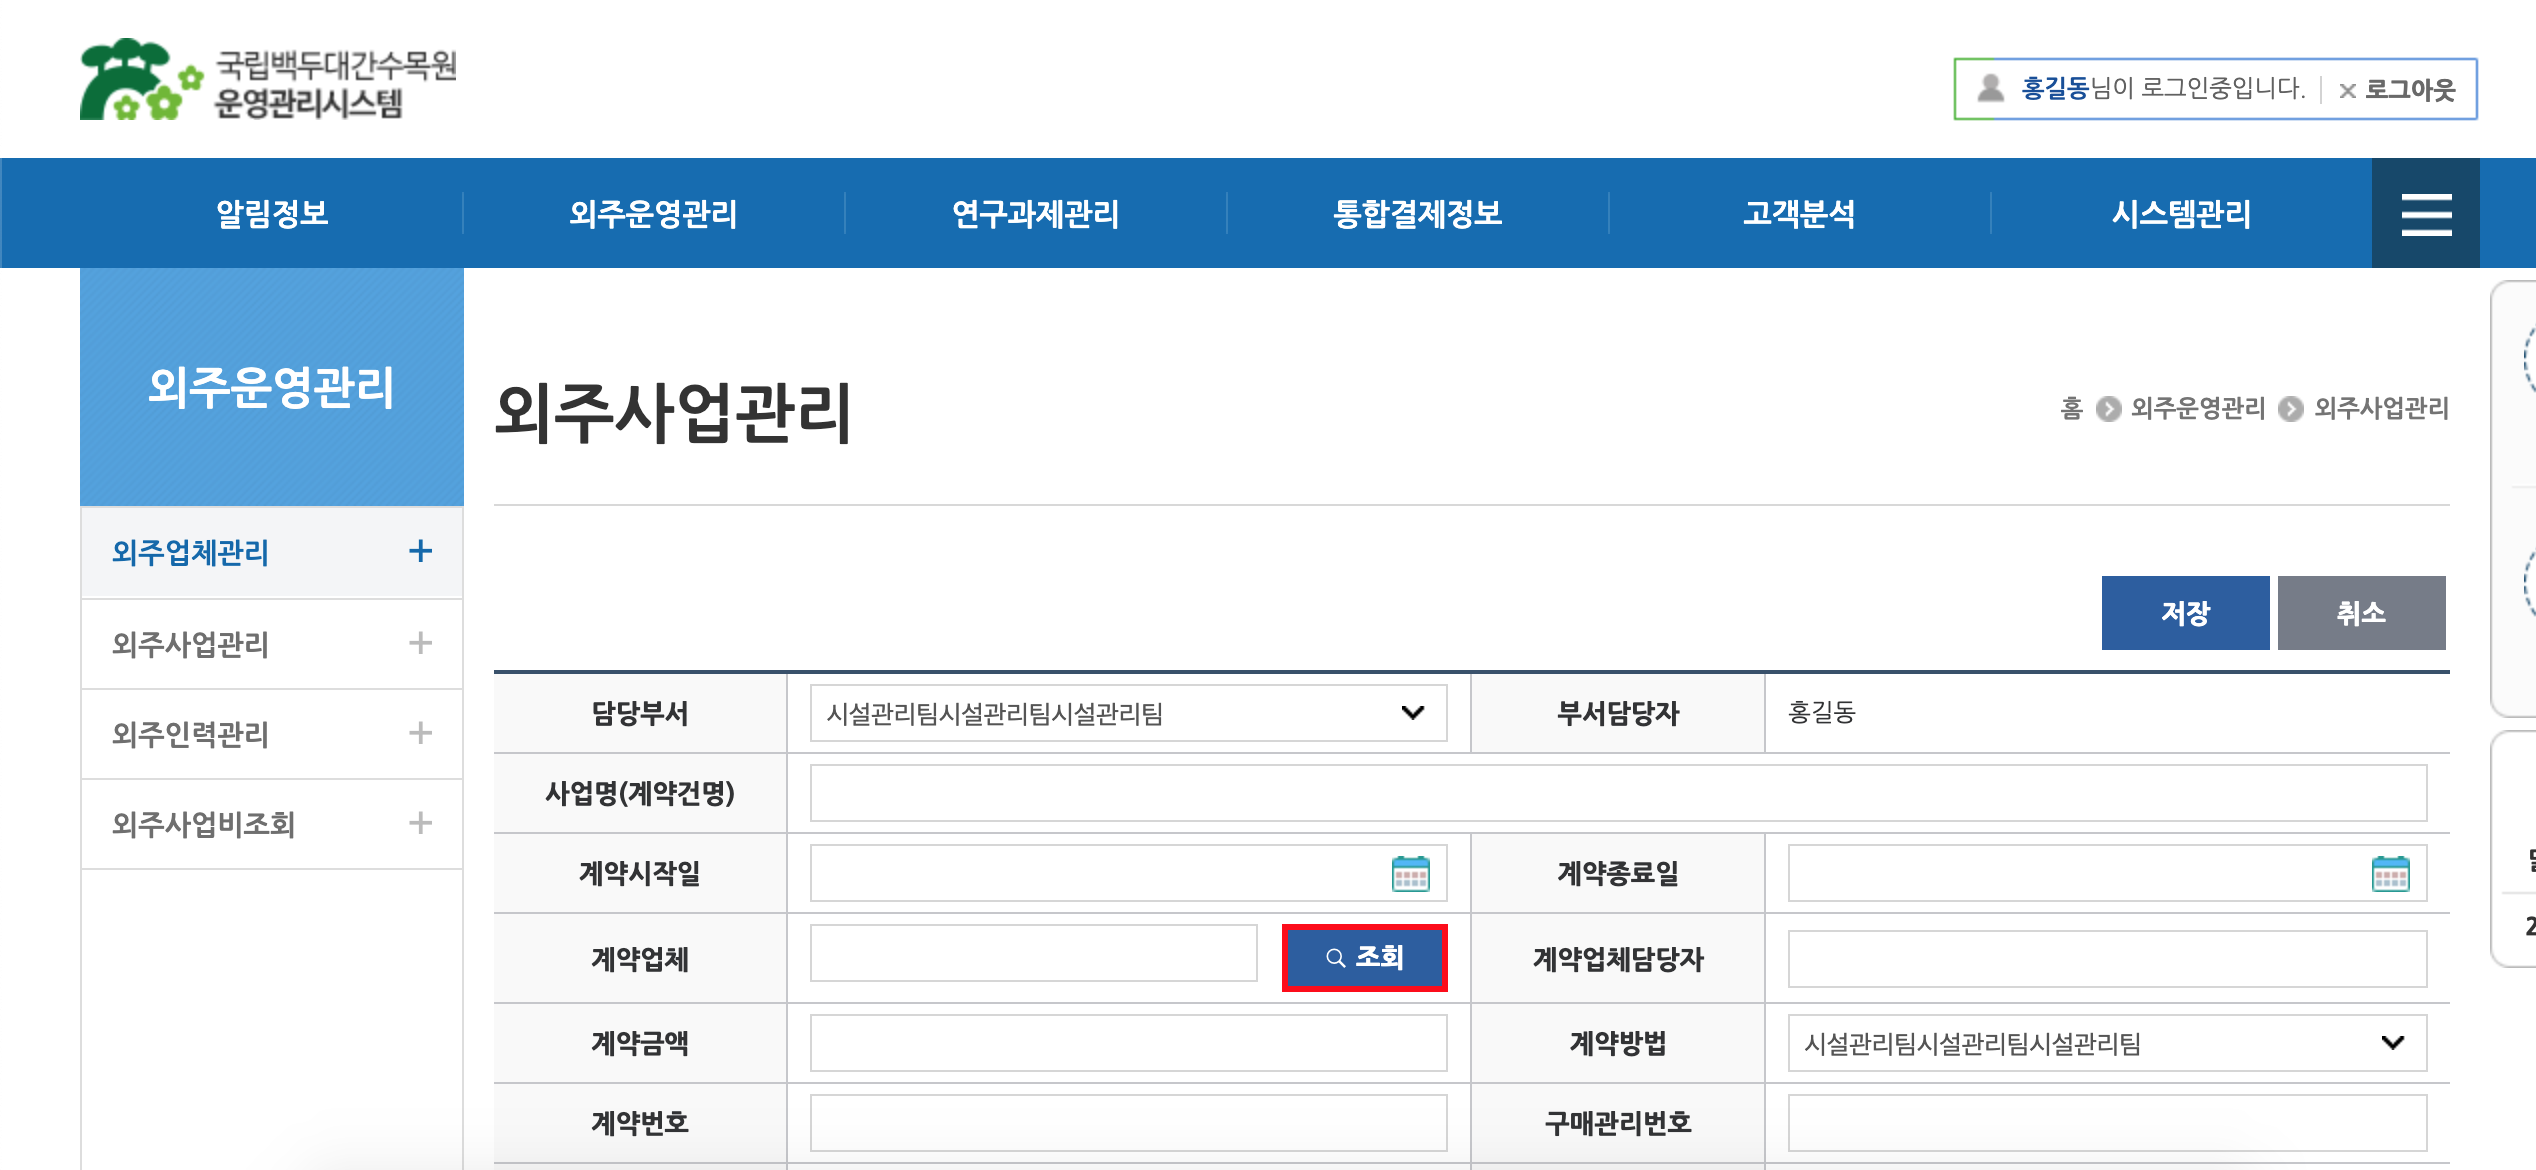 국립백두대간수목원
운영관리시스템
홍길동님이 로그인중입니다.
로그아웃
알림정보
외주운영관리
연구과제관리
통합결제정보
고객분석
시스템관리
외주운영관리
외주업체관리
외주사업관리
외주인력관리
외주사업비조회
외주사업관리
홈 외주운영관리 외주사업관리
저장
취소
담당부서
시설관리팀시설관리팀시설관리팀
부서담당자
홍길동
사업명(계약건명)
계약시작일
계약종료일
계약업체
조회
계약업체담당자
계약금액
계약방법
시설관리팀시설관리팀시설관리팀
계약번호
구매관리번호